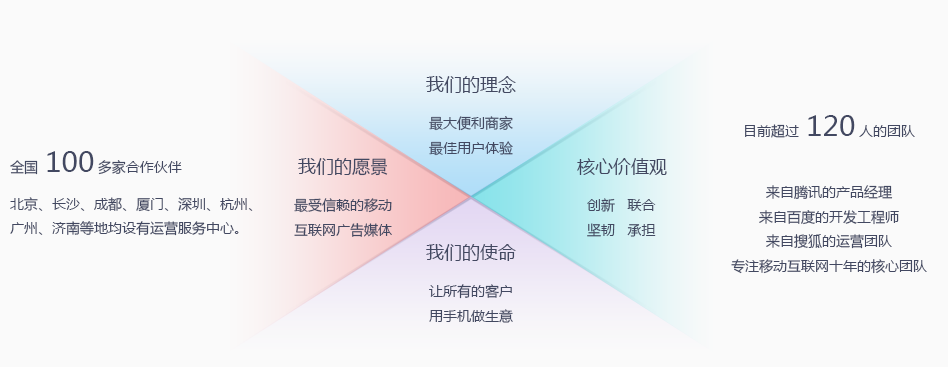 全国 100 多家合作伙伴
北京、长沙、成都、厦门、深圳、杭州、
广州、济南等地均设有运营服务中心。
我们的理念
最大便利商家
最佳用户体验
我们的愿景
最受信赖的移动
互联网广告媒体
核心价值观
创新 联合
坚韧 承担
我们的使命
让所有的客户
用手机做生意
目前超过 120 人的团队
来自腾讯的产品经理
来自百度的开发工程师
来自搜狐的运营团队
专注移动互联网十年的核心团队